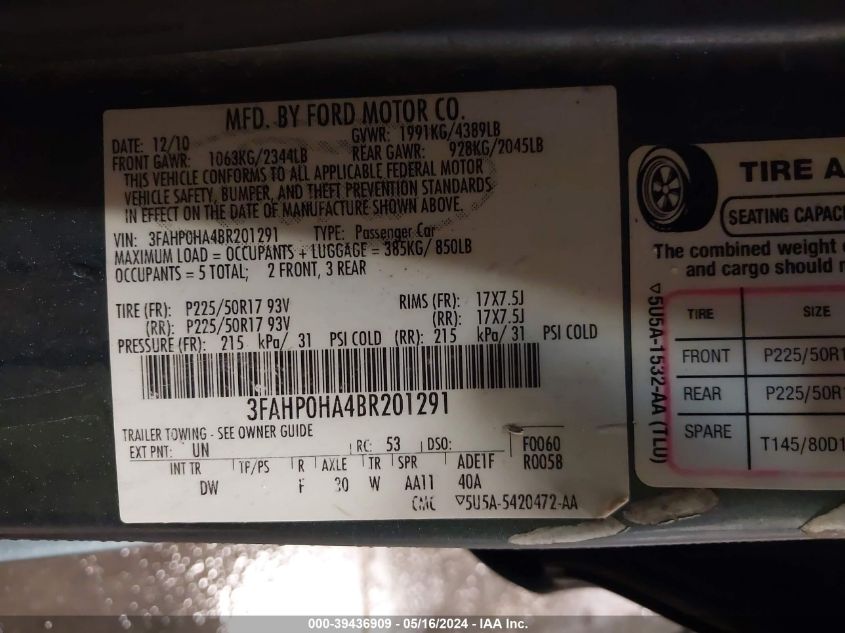 MFD. BY FORD MOTOR CO.
DATE: 12/10 GVWR: 1991KG/4389LB
FRONT GAWR: 1063KG/2344LB REAR GAWR: 928KG/2045LB
THIS VEHICLE CONFORMS TO ALL APPLICABLE FEDERAL MOTOR
VEHICLE SAFETY, BUMPER, AND THEFT PREVENTION STANDARDS
IN EFFECT ON THE DATE OF MANUFACTURE SHOWN ABOVE.
VIN: 3FAHP0HA4BR201291 TYPE: Passenger Car
MAXIMUM LOAD = OCCUPANTS + LUGGAGE = 385KG/ 850LB
OCCUPANTS = 5 TOTAL; 2 FRONT, 3 REAR
TIRE (FR): P225/50R17 93V RIMS (FR): 17X7.5J
(RR): P225/50R17 93V (RR): 17X7.5J
PRESSURE (FR): 215 kPa/ 31 PSI COLD (RR): 215 kPa/ 31 PSI COLD
3FAHP0HA4BR201291
TRAILER TOWING - SEE OWNER GUIDE
EXT PNT: UN RC: 53 DSO: F0060
R0058
INT TR TP/PS R AXLE TR SPR ADE1F
DW F 30 W AA11 40A
CMC ▽5U5A-5420472-AA
TIRE A
SEATING CAPAC
The combined weight
and cargo should
▽5U5A-1532-AA (TL0)
TIRE SIZE
FRONT P225/50R1
REAR P225/50R1
SPARE T145/80D1
000-39436909 - 05/16/2024 - IAA Inc.